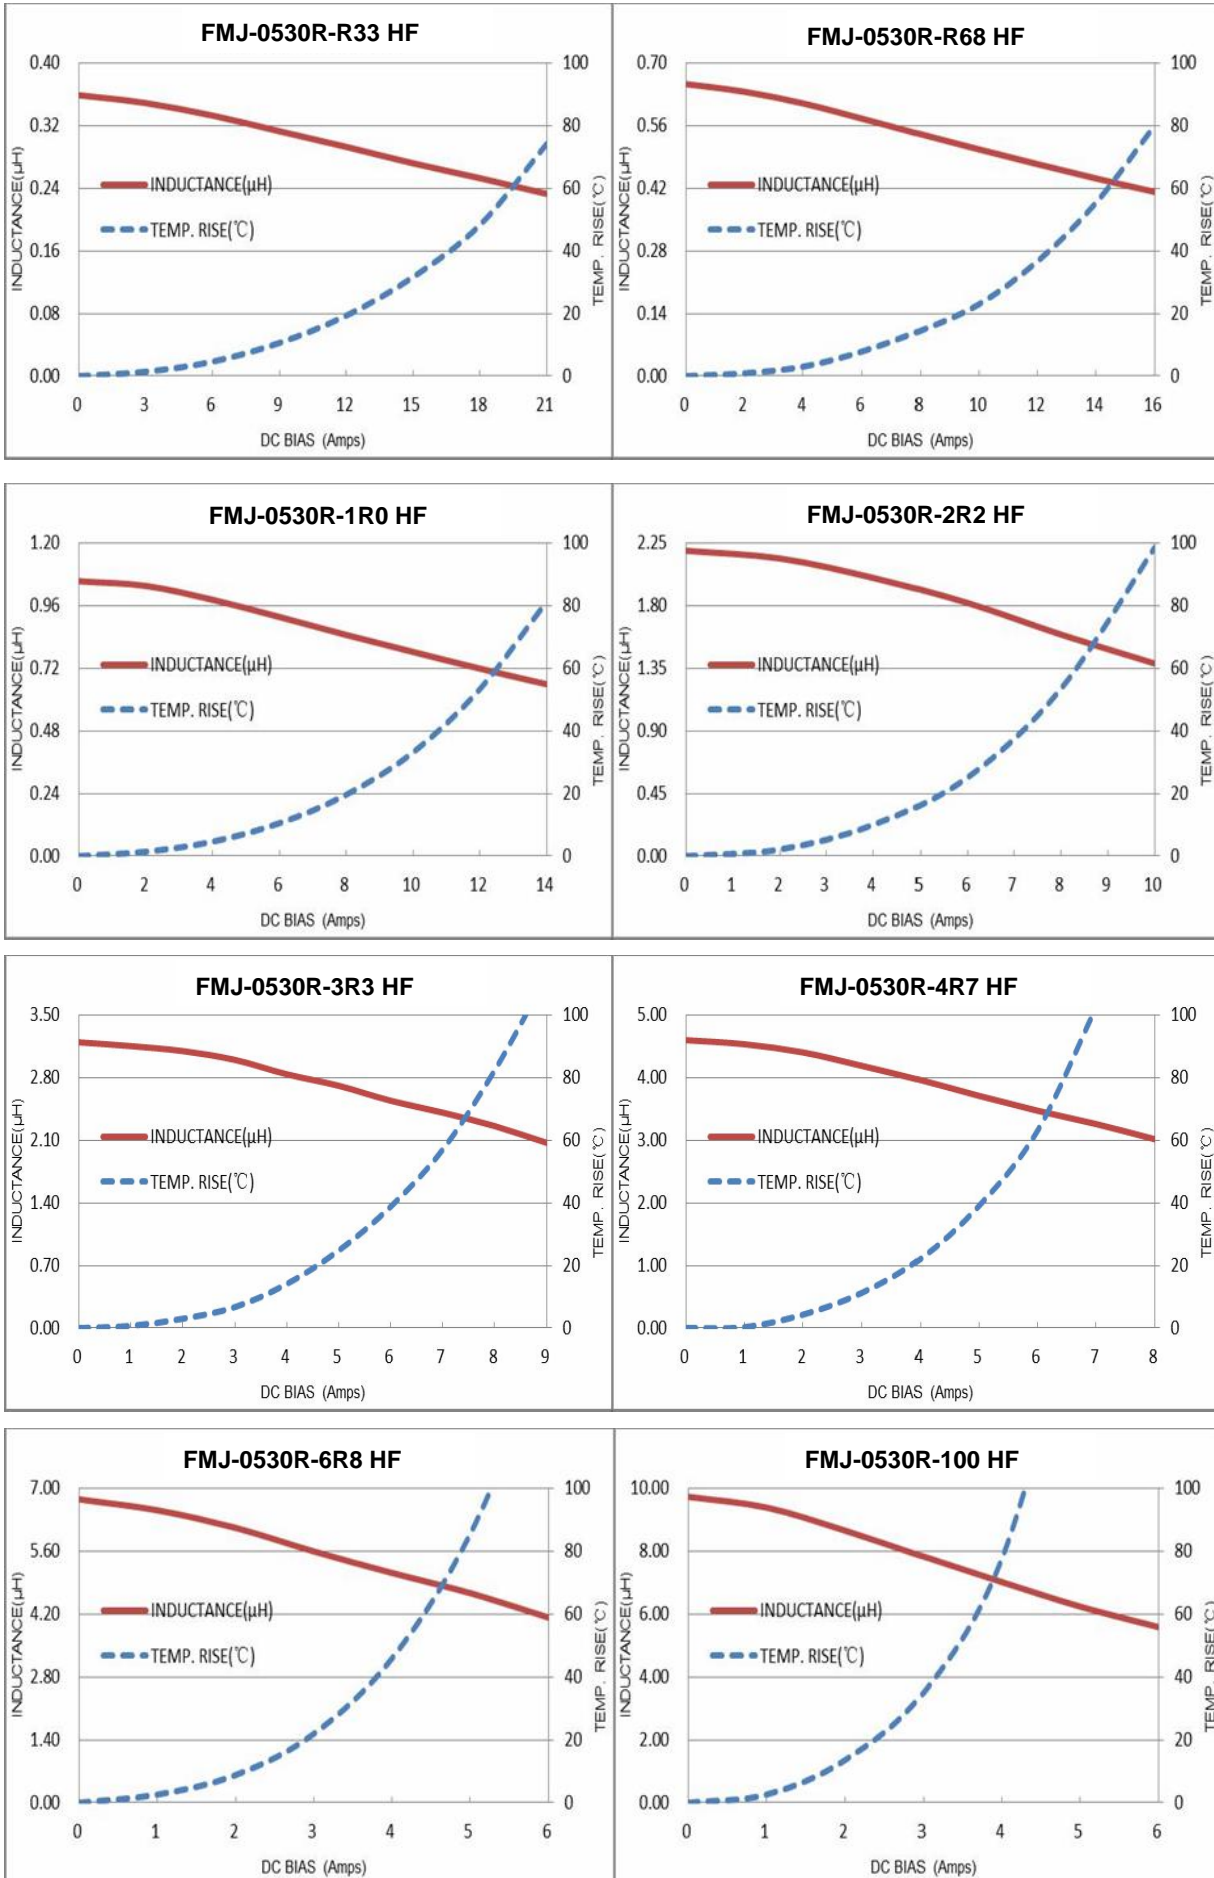 FMJ-0530R-R33 HF
0.40
0.32
0.24
0.16
0.08
0.00
100
80
60
40
20
0
INDUCTANCE(μH)
TEMP. RISE(℃)
INDUCTANCE(μH)
TEMP. RISE(℃)
0 3 6 9 12 15 18 21
DC BIAS (Amps)
FMJ-0530R-R68 HF
0.70
0.56
0.42
0.28
0.14
0.00
100
80
60
40
20
0
INDUCTANCE(μH)
TEMP. RISE(℃)
INDUCTANCE(μH)
TEMP. RISE(℃)
0 2 4 6 8 10 12 14 16
DC BIAS (Amps)
FMJ-0530R-1R0 HF
1.20
0.96
0.72
0.48
0.24
0.00
100
80
60
40
20
0
INDUCTANCE(μH)
TEMP. RISE(℃)
INDUCTANCE(μH)
TEMP. RISE(℃)
0 2 4 6 8 10 12 14
DC BIAS (Amps)
FMJ-0530R-2R2 HF
2.25
1.80
1.35
0.90
0.45
0.00
100
80
60
40
20
0
INDUCTANCE(μH)
TEMP. RISE(℃)
INDUCTANCE(μH)
TEMP. RISE(℃)
0 1 2 3 4 5 6 7 8 9 10
DC BIAS (Amps)
FMJ-0530R-3R3 HF
3.50
2.80
2.10
1.40
0.70
0.00
100
80
60
40
20
0
INDUCTANCE(μH)
TEMP. RISE(℃)
INDUCTANCE(μH)
TEMP. RISE(℃)
0 1 2 3 4 5 6 7 8 9
DC BIAS (Amps)
FMJ-0530R-4R7 HF
5.00
4.00
3.00
2.00
1.00
0.00
100
80
60
40
20
0
INDUCTANCE(μH)
TEMP. RISE(℃)
INDUCTANCE(μH)
TEMP. RISE(℃)
0 1 2 3 4 5 6 7 8
DC BIAS (Amps)
FMJ-0530R-6R8 HF
7.00
5.60
4.20
2.80
1.40
0.00
100
80
60
40
20
0
INDUCTANCE(μH)
TEMP. RISE(℃)
INDUCTANCE(μH)
TEMP. RISE(℃)
0 1 2 3 4 5 6
DC BIAS (Amps)
FMJ-0530R-100 HF
10.00
8.00
6.00
4.00
2.00
0.00
100
80
60
40
20
0
INDUCTANCE(μH)
TEMP. RISE(℃)
INDUCTANCE(μH)
TEMP. RISE(℃)
0 1 2 3 4 5 6
DC BIAS (Amps)